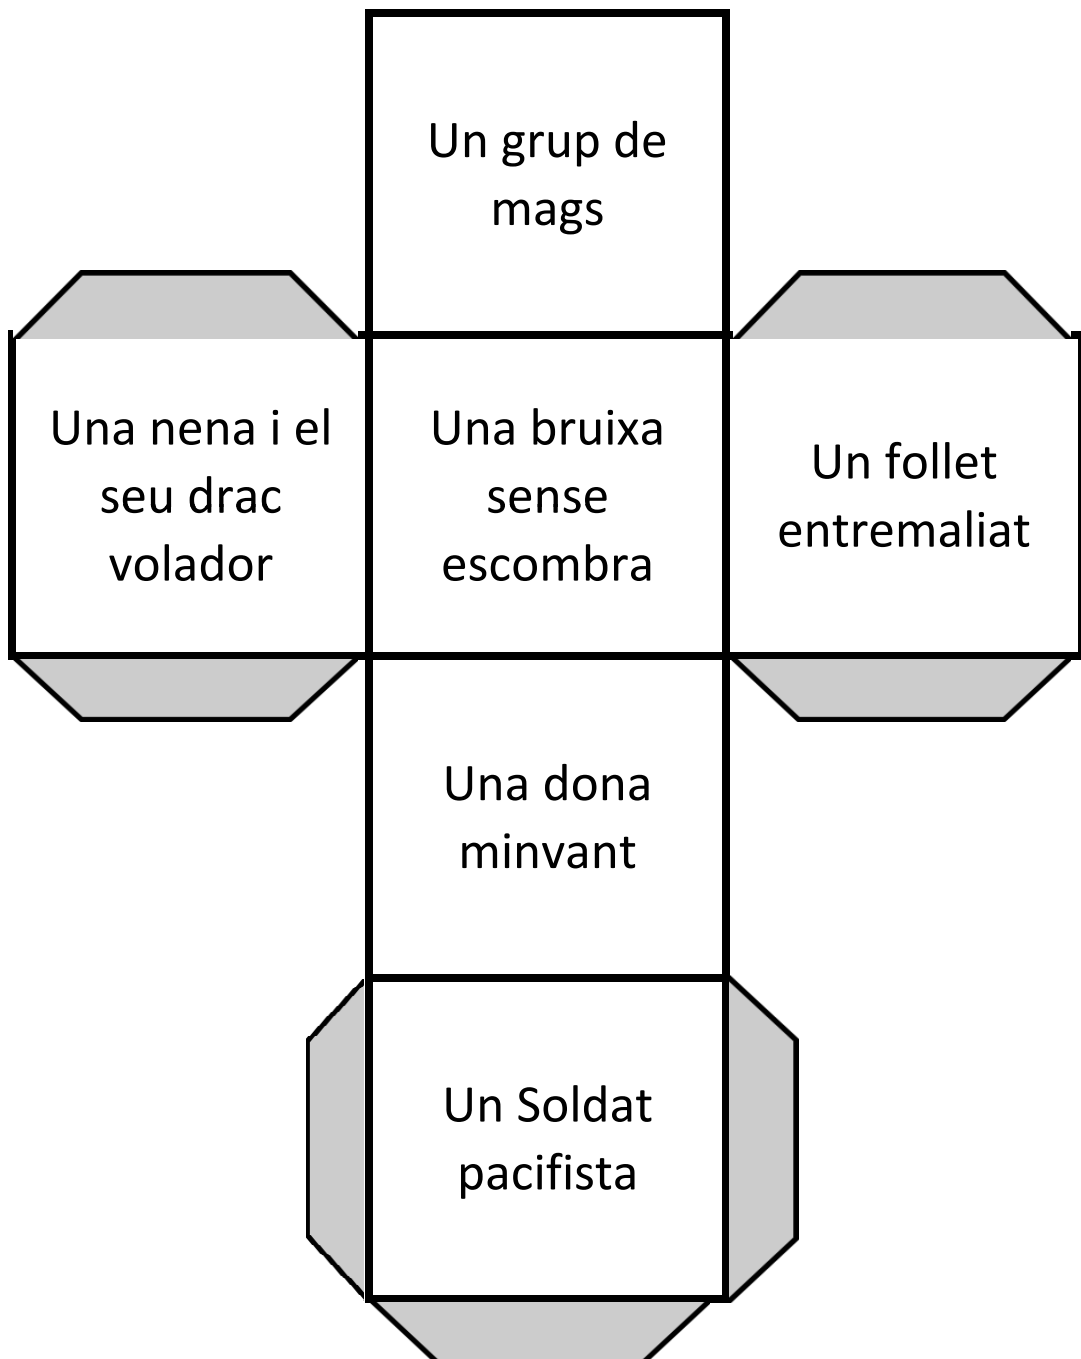 Un grup de
mags
Una nena i el
seu drac
volador
Una bruixa
sense
escombra
Un follet
entremaliat
Una dona
minvant
Un Soldat
pacifista